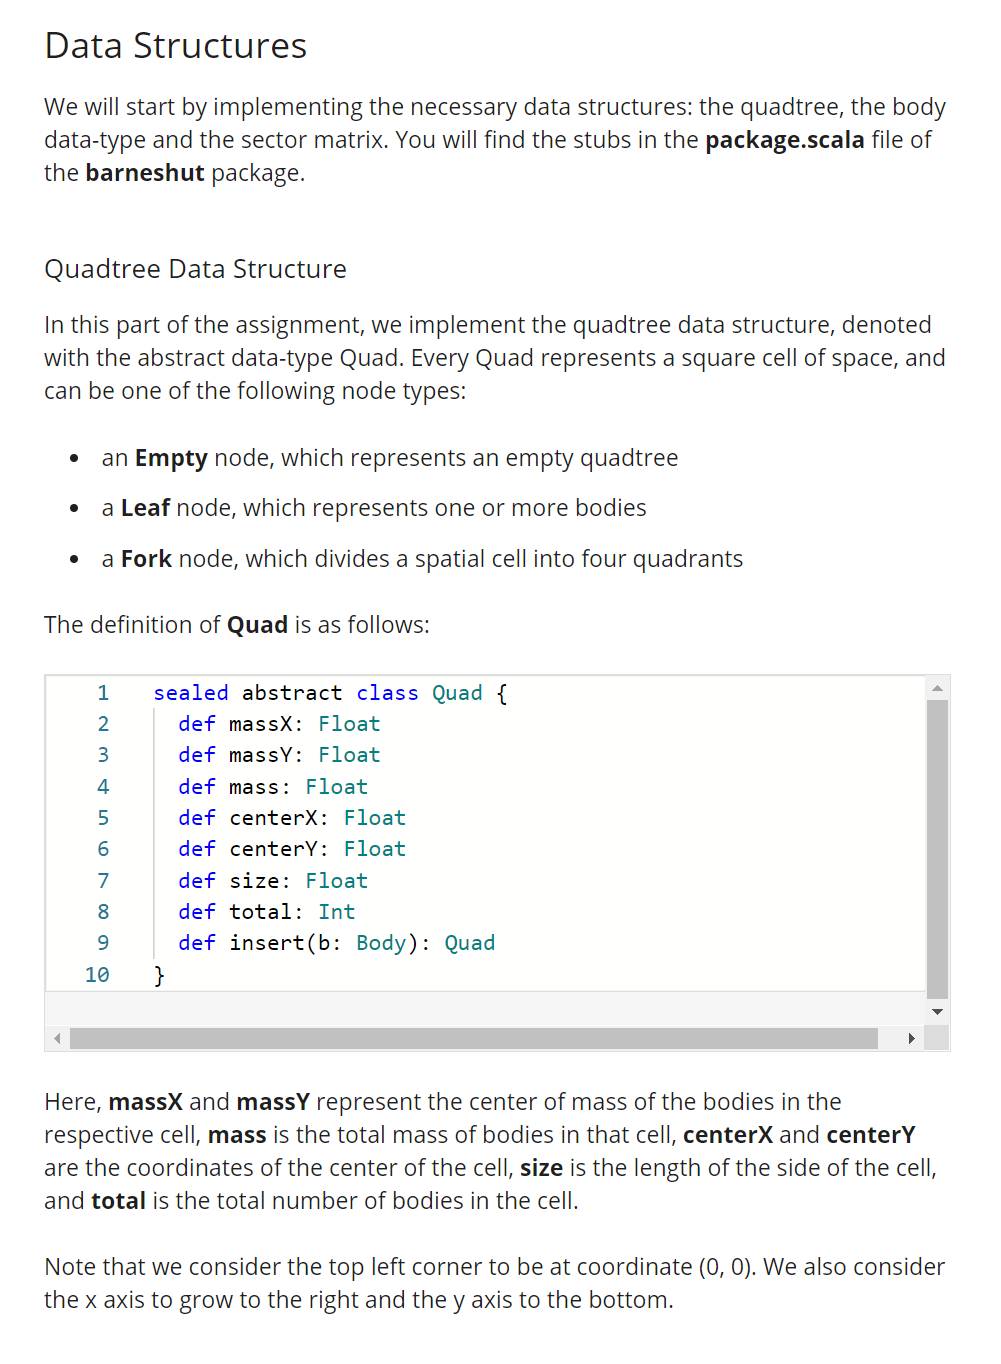 Data Structures
We will start by implementing the necessary data structures: the quadtree, the body
data-type and the sector matrix. You will find the stubs in the package.scala file of
the barneshut package.
Quadtree Data Structure
In this part of the assignment, we implement the quadtree data structure, denoted
with the abstract data-type Quad. Every Quad represents a square cell of space, and
can be one of the following node types:
• an Empty node, which represents an empty quadtree
• a Leaf node, which represents one or more bodies
• a Fork node, which divides a spatial cell into four quadrants
The definition of Quad is as follows:
1 sealed abstract class Quad {
2   def massX: Float
3   def massY: Float
4   def mass: Float
5   def centerX: Float
6   def centerY: Float
7   def size: Float
8   def total: Int
9   def insert(b: Body): Quad
10 }
Here, massX and massY represent the center of mass of the bodies in the
respective cell, mass is the total mass of bodies in that cell, centerX and centerY
are the coordinates of the center of the cell, size is the length of the side of the cell,
and total is the total number of bodies in the cell.
Note that we consider the top left corner to be at coordinate (0, 0). We also consider
the x axis to grow to the right and the y axis to the bottom.